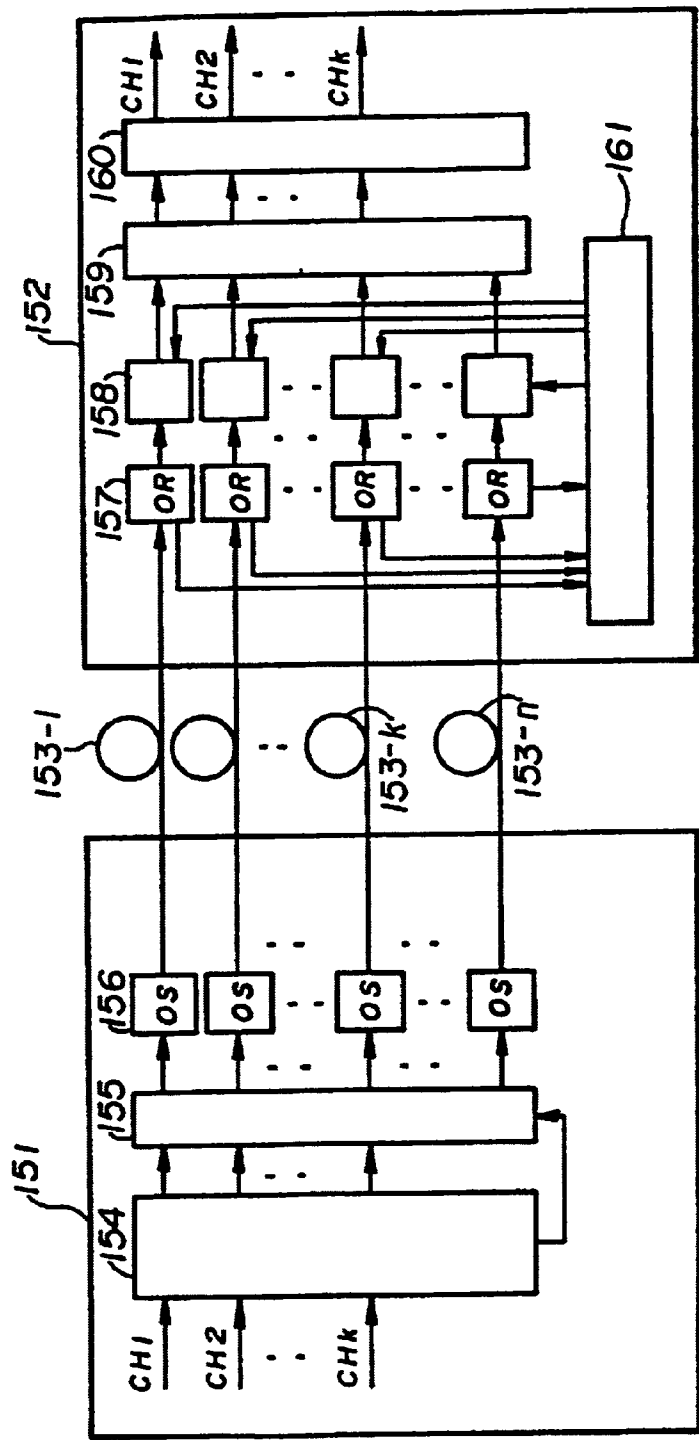 151
154
155
156
CH1
CH2
CHk
OS
OS
OS
OS
153-1
153-k
153-n
152
157
158
159
160
OR
OR
OR
OR
CH1
CH2
CHk
161